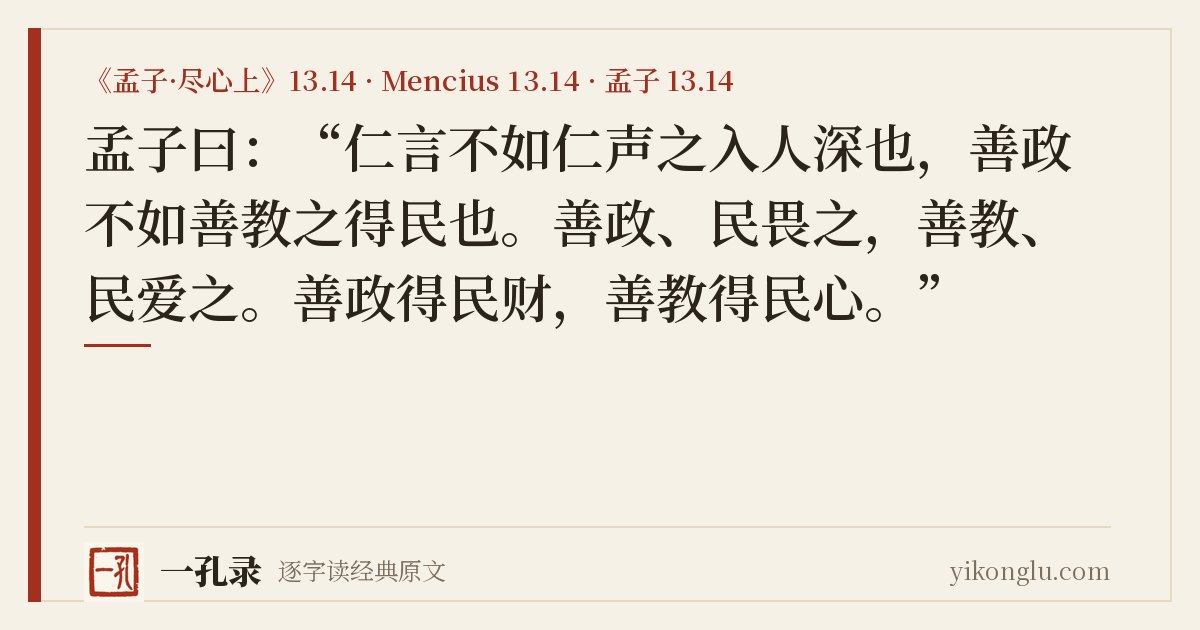 《孟子·尽心上》13.14 · Mencius 13.14 · 孟子 13.14
孟子曰：“仁言不如仁声之入人深也，善政
不如善教之得民也。善政、民畏之，善教、
民爱之。善政得民财，善教得民心。”
一孔
一孔录 逐字读经典原文 yikonglu.com